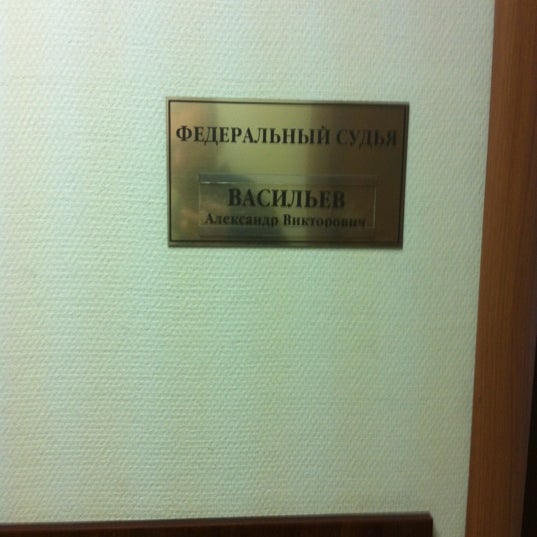 ФЕДЕРАЛЬНЫЙ СУДЬЯ
ВАСИЛЬЕВ
Александр Викторович